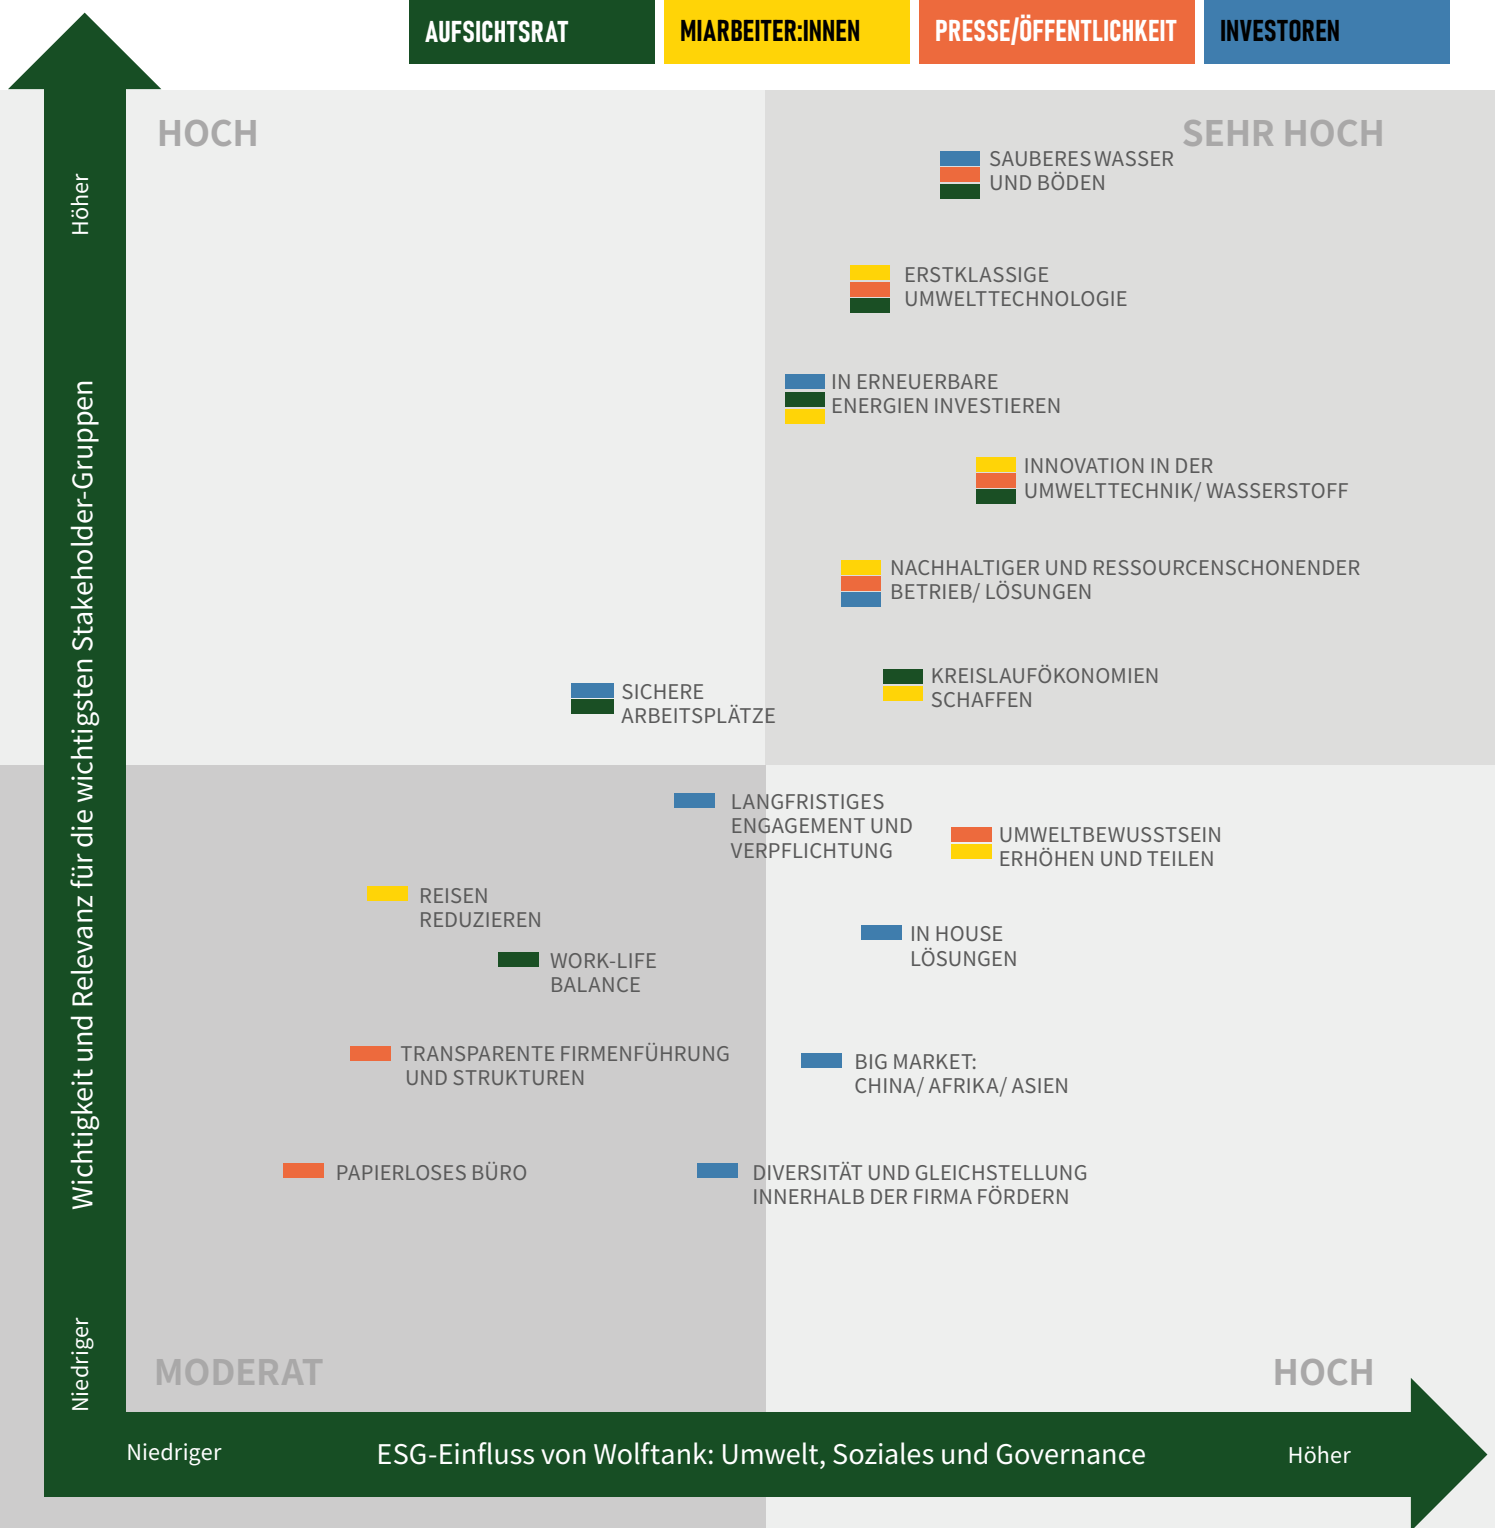 AUFSICHTSRAT
MIARBEITER:INNEN
PRESSE/ÖFFENTLICHKEIT
INVESTOREN
HOCH
SEHR HOCH
SAUBERES WASSER
UND BÖDEN
Höher
ERSTKLASSIGE
UMWELTTECHNOLOGIE
IN ERNEUERBARE
ENERGIEN INVESTIEREN
INNOVATION IN DER
UMWELTTECHNIK/ WASSERSTOFF
NACHHALTIGER UND RESSOURCENSCHONENDER
BETRIEB/ LÖSUNGEN
KREISLAUFÖKONOMIEN
SCHAFFEN
SICHERE
ARBEITSPLÄTZE
Wichtigkeit und Relevanz für die wichtigsten Stakeholder-Gruppen
LANGFRISTIGES
ENGAGEMENT UND
VERPFLICHTUNG
UMWELTBEWUSSTSEIN
ERHÖHEN UND TEILEN
REISEN
REDUZIEREN
IN HOUSE
LÖSUNGEN
WORK-LIFE
BALANCE
TRANSPARENTE FIRMENFÜHRUNG
UND STRUKTUREN
BIG MARKET:
CHINA/ AFRIKA/ ASIEN
PAPIERLOSES BÜRO
DIVERSITÄT UND GLEICHSTELLUNG
INNERHALB DER FIRMA FÖRDERN
Niedriger
MODERAT
HOCH
Niedriger
ESG-Einfluss von Wolftank: Umwelt, Soziales und Governance
Höher